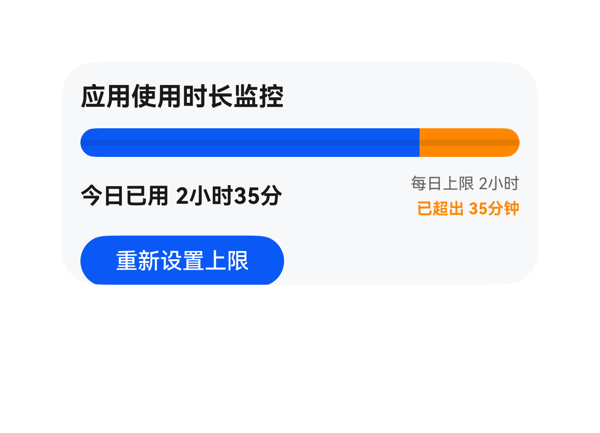 应用使用时长监控
今日已用 2小时35分
每日上限 2小时
已超出 35分钟
重新设置上限